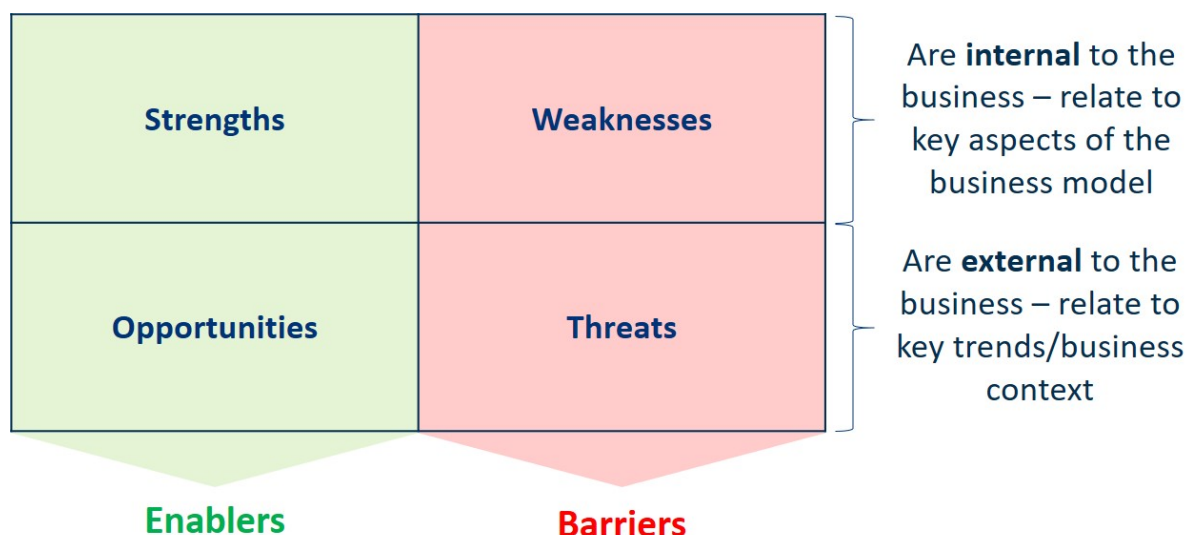 Strengths
Weaknesses
Are internal to the
business – relate to
key aspects of the
business model
Opportunities
Threats
Are external to the
business – relate to
key trends/business
context
Enablers
Barriers